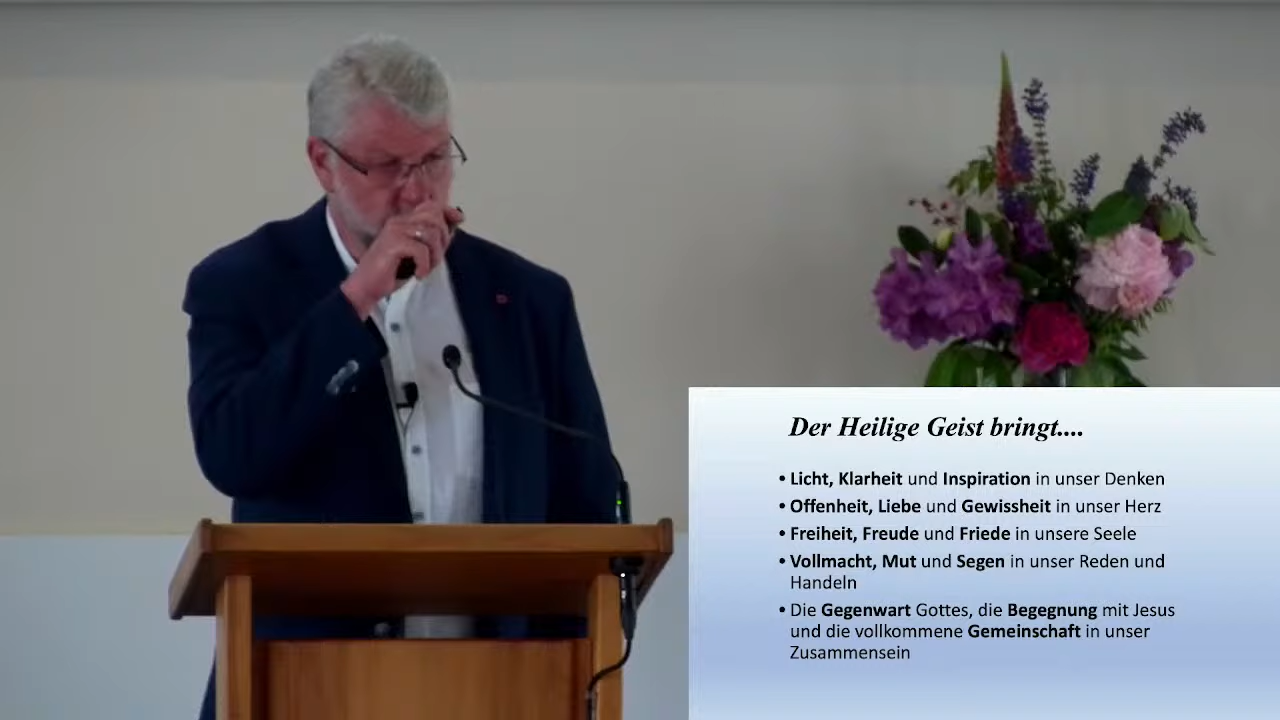 Der Heilige Geist bringt....
• Licht, Klarheit und Inspiration in unser Denken
• Offenheit, Liebe und Gewissheit in unser Herz
• Freiheit, Freude und Friede in unsere Seele
• Vollmacht, Mut und Segen in unser Reden und
Handeln
• Die Gegenwart Gottes, die Begegnung mit Jesus
und die vollkommene Gemeinschaft in unser
Zusammensein